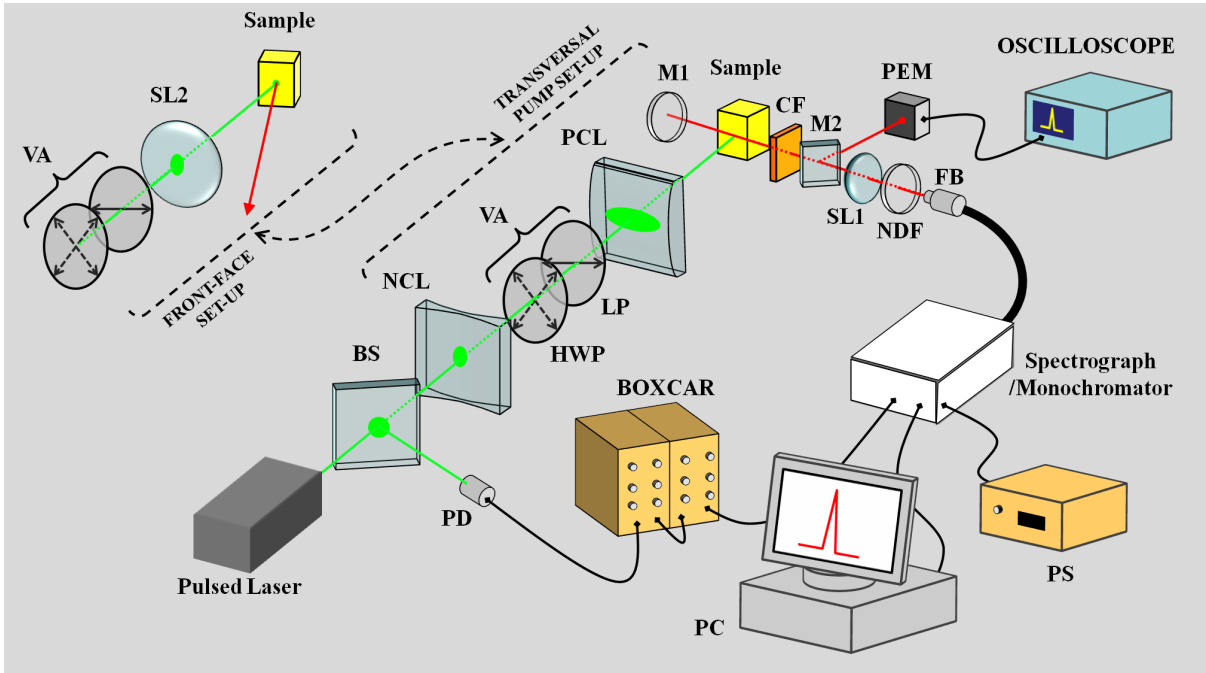 Sample
SL2
VA
FRONT-FACE
SET-UP
TRANSVERSAL
PUMP SET-UP
M1
Sample
CF
M2
PEM
OSCILLOSCOPE
PCL
SL1
NDF
FB
VA
LP
HWP
NCL
BS
Pulsed Laser
PD
BOXCAR
Spectrograph
/Monochromator
PC
PS